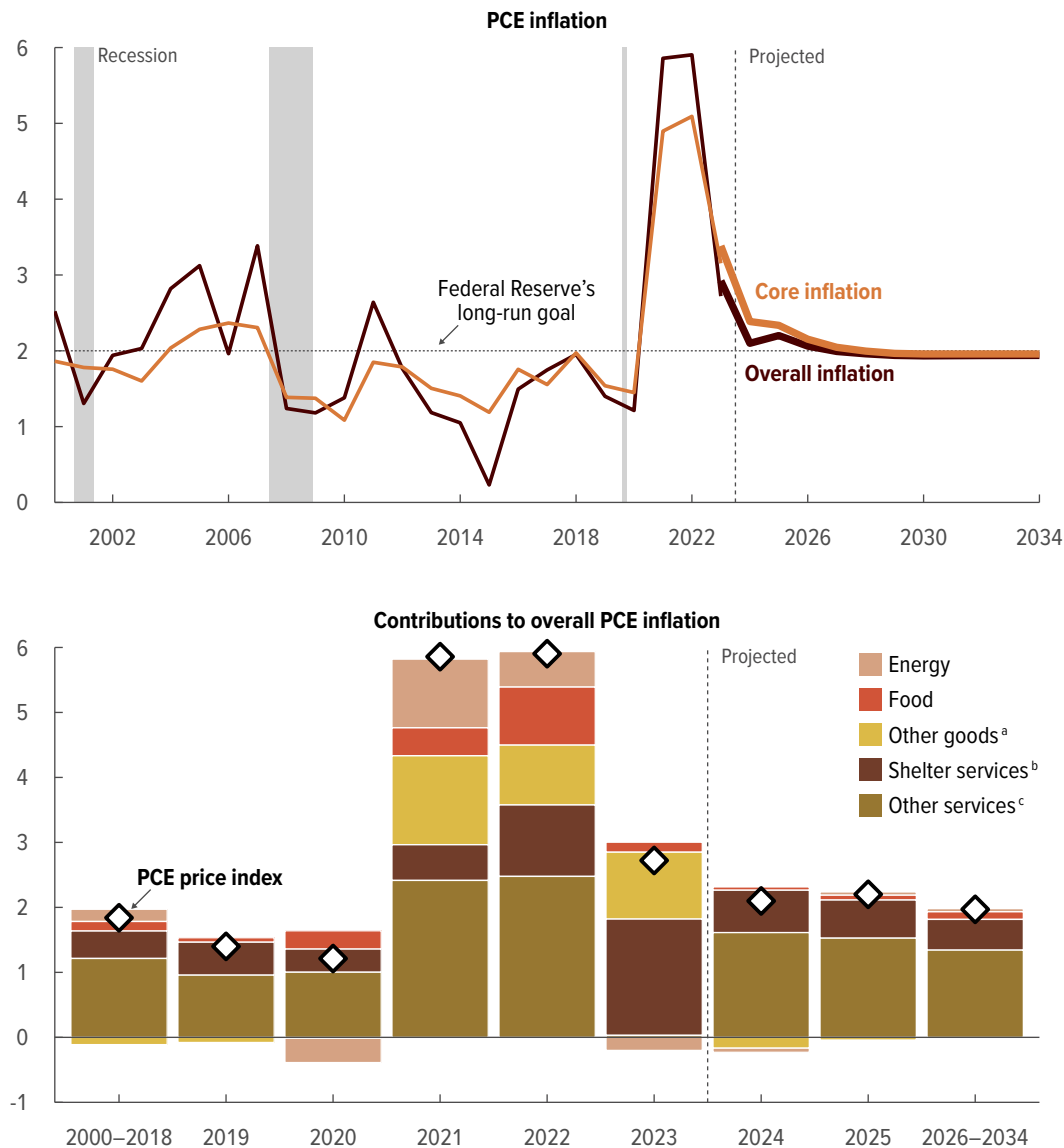 PCE inflation
6
Recession
Projected
5
4
3
Federal Reserve’s
long-run goal
Core inflation
2
Overall inflation
1
0
2002 2006 2010 2014 2018 2022 2026 2030 2034
Contributions to overall PCE inflation
6
Projected
Energy
Food
5
Other goods a
Shelter services b
4
Other services c
3
PCE price index
2
1
0
-1
2000–2018 2019 2020 2021 2022 2023 2024 2025 2026–2034